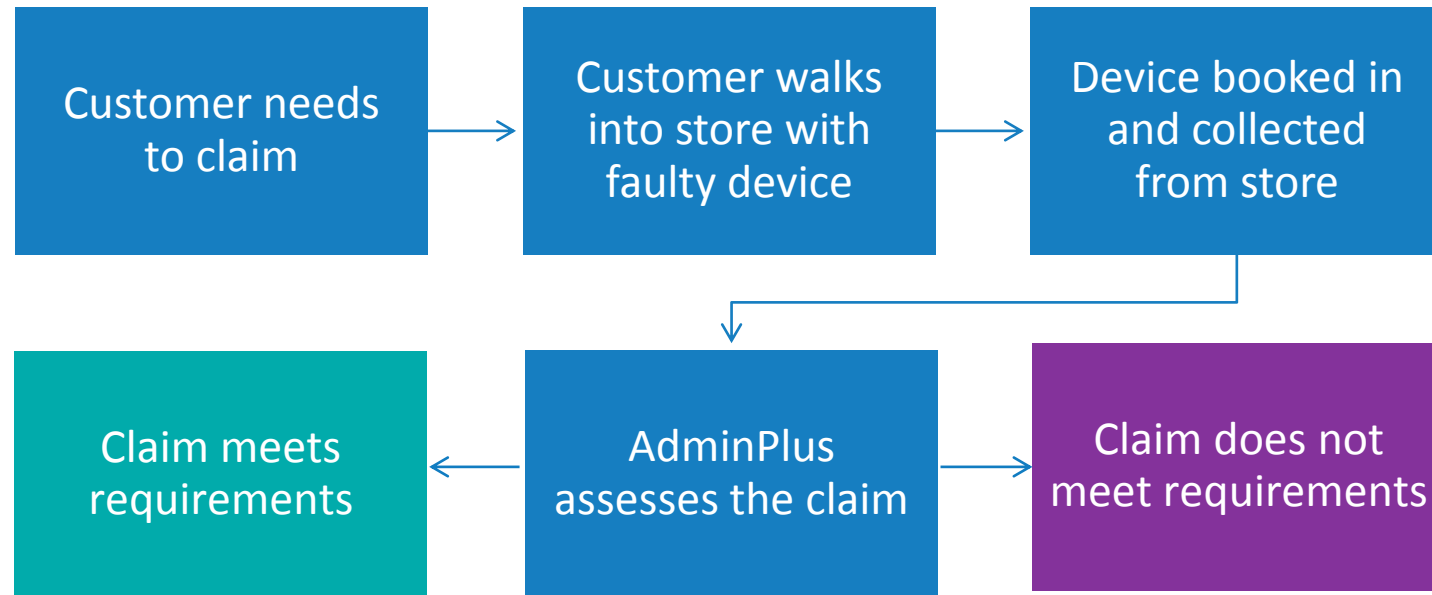 Customer needs
to claim
Customer walks
into store with
faulty device
Device booked in
and collected
from store
Claim meets
requirements
AdminPlus
assesses the claim
Claim does not
meet requirements